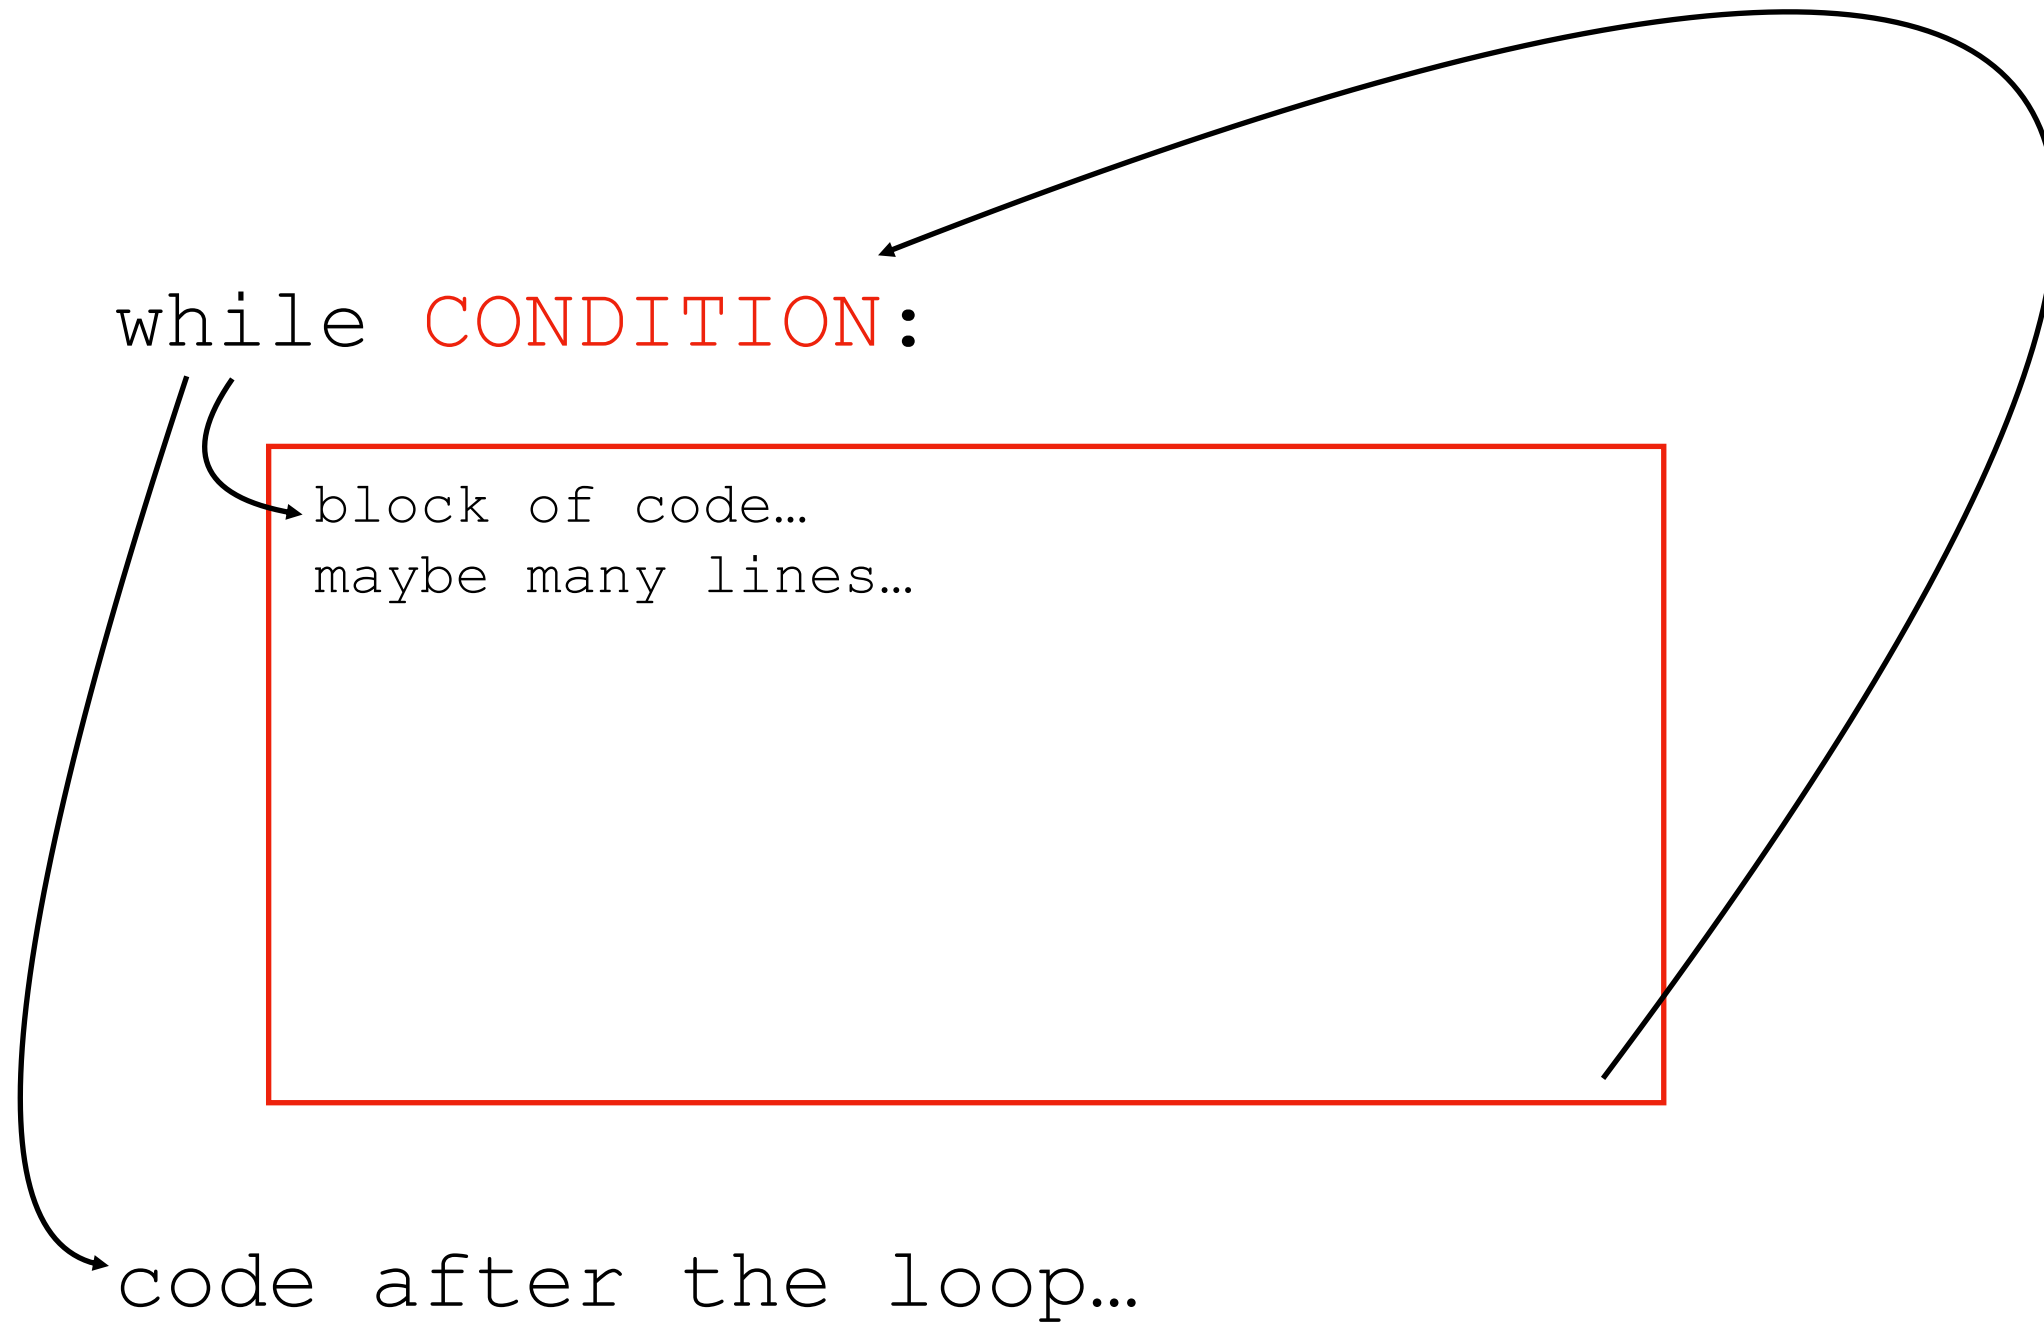 while CONDITION:
block of code…
maybe many lines…
code after the loop…